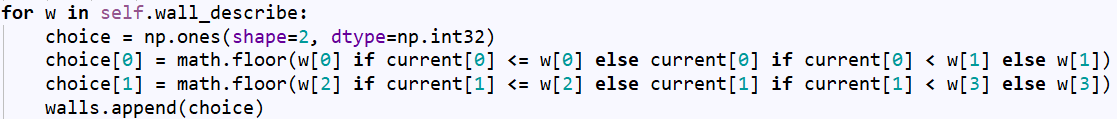 for w in self.wall_describe:
    choice = np.ones(shape=2, dtype=np.int32)
    choice[0] = math.floor(w[0] if current[0] <= w[0] else current[0] if current[0] < w[1] else w[1])
    choice[1] = math.floor(w[2] if current[1] <= w[2] else current[1] if current[1] < w[3] else w[3])
    walls.append(choice)